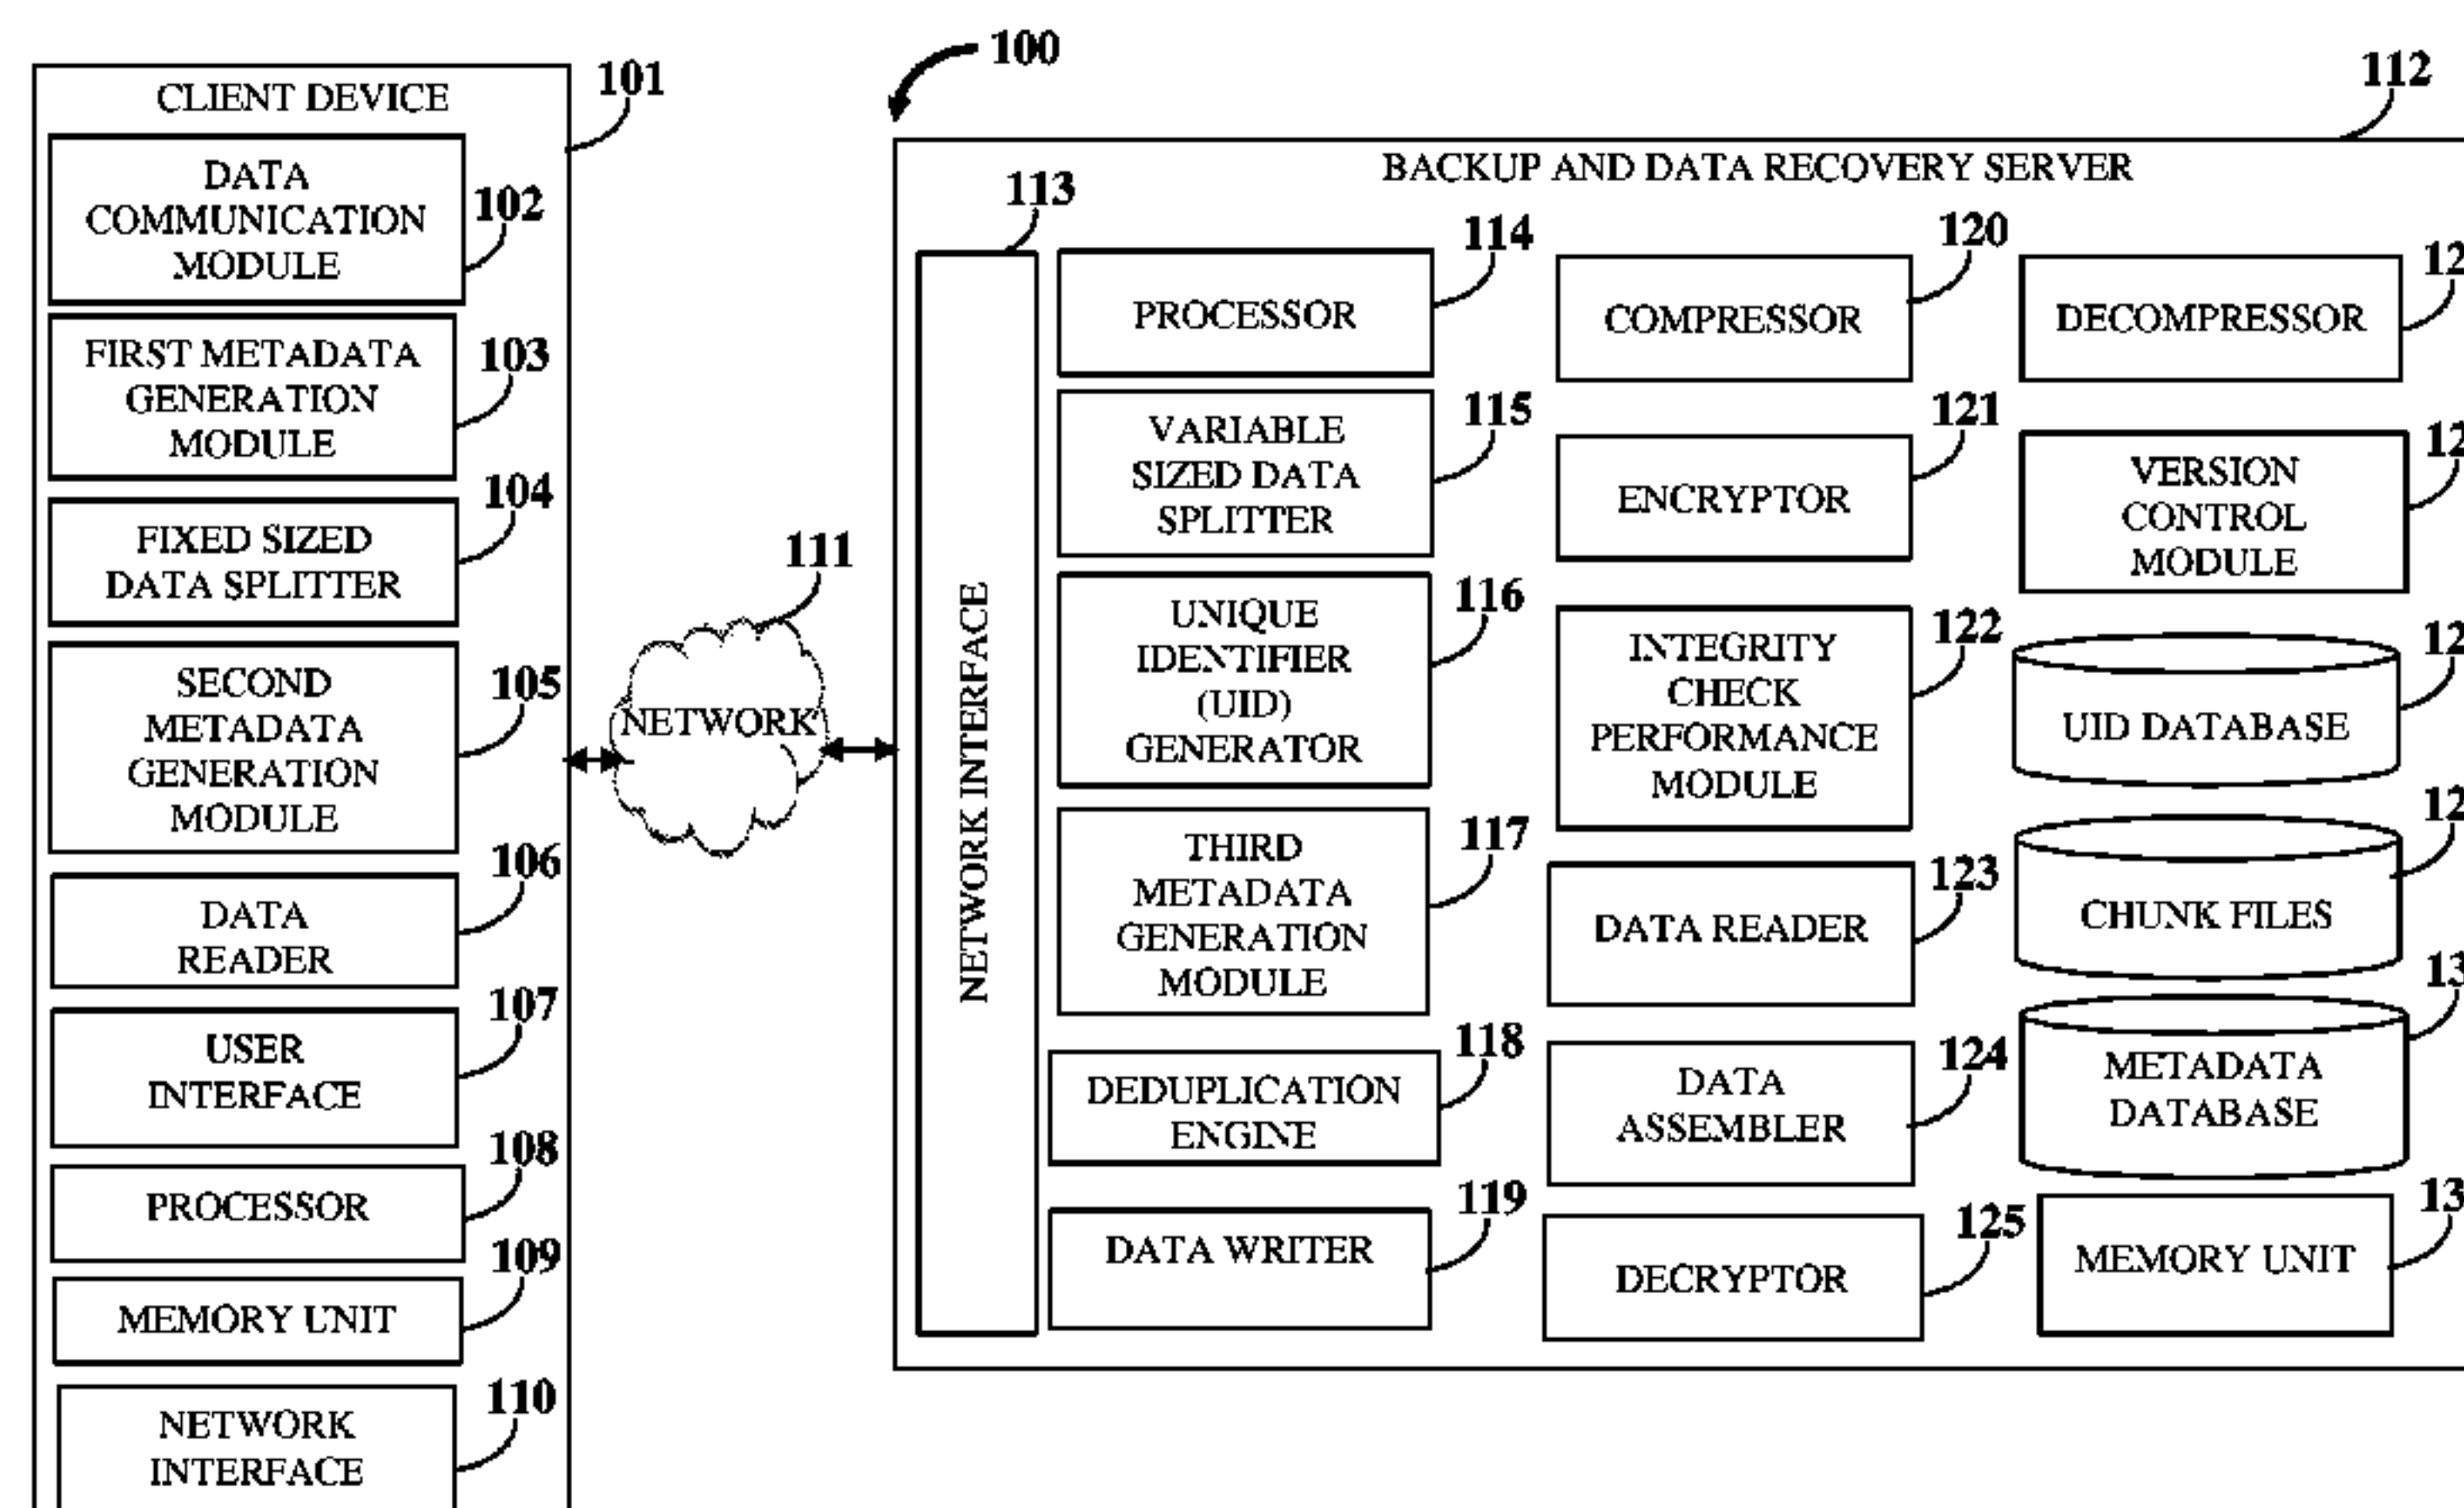 100
CLIENT DEVICE
101
DATA
COMMUNICATION
MODULE
102
FIRST METADATA
GENERATION
MODULE
103
FIXED SIZED
DATA SPLITTER
104
SECOND
METADATA
GENERATION
MODULE
105
DATA
READER
106
USER
INTERFACE
107
PROCESSOR
108
MEMORY UNIT
109
NETWORK
INTERFACE
110
NETWORK
111
BACKUP AND DATA RECOVERY SERVER
112
NETWORK INTERFACE
113
PROCESSOR
114
VARIABLE
SIZED DATA
SPLITTER
115
UNIQUE
IDENTIFIER
(UID)
GENERATOR
116
THIRD
METADATA
GENERATION
MODULE
117
DEDUPLICATION
ENGINE
118
DATA WRITER
119
COMPRESSOR
120
ENCRYPTOR
121
INTEGRITY
CHECK
PERFORMANCE
MODULE
122
DATA READER
123
DATA
ASSEMBLER
124
DECRYPTOR
125
DECOMPRESSOR
VERSION
CONTROL
MODULE
UID DATABASE
CHUNK FILES
METADATA
DATABASE
MEMORY UNIT